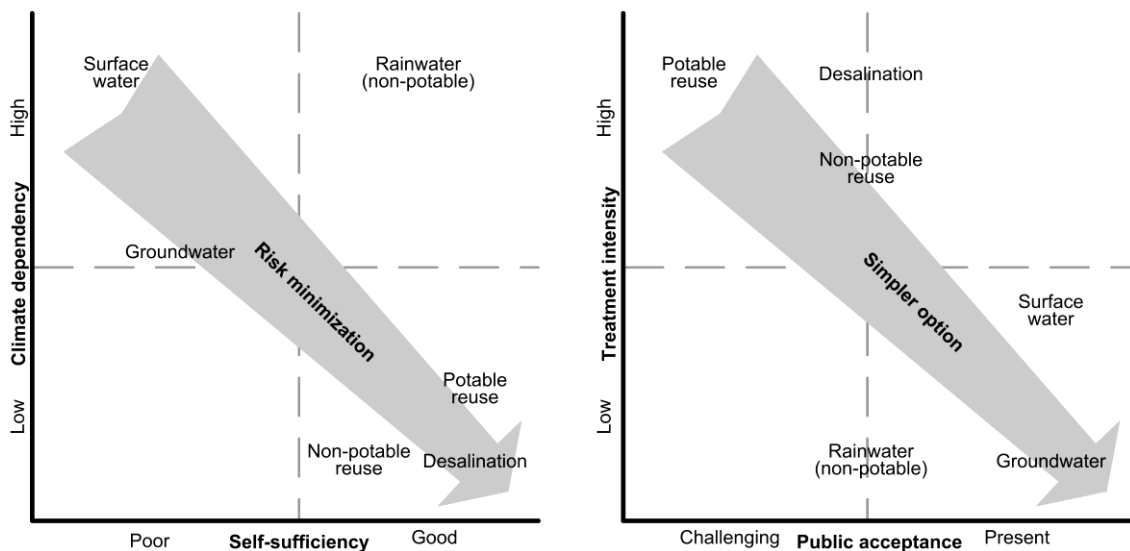 Surface
water
Rainwater
(non-potable)
High
Groundwater
Climate dependency
Risk minimization
Potable
reuse
Low
Non-potable
reuse
Desalination
Poor
Self-sufficiency
Good
Potable
reuse
Desalination
High
Non-potable
reuse
Treatment intensity
Simpler option
Surface
water
Low
Rainwater
(non-potable)
Groundwater
Challenging
Public acceptance
Present